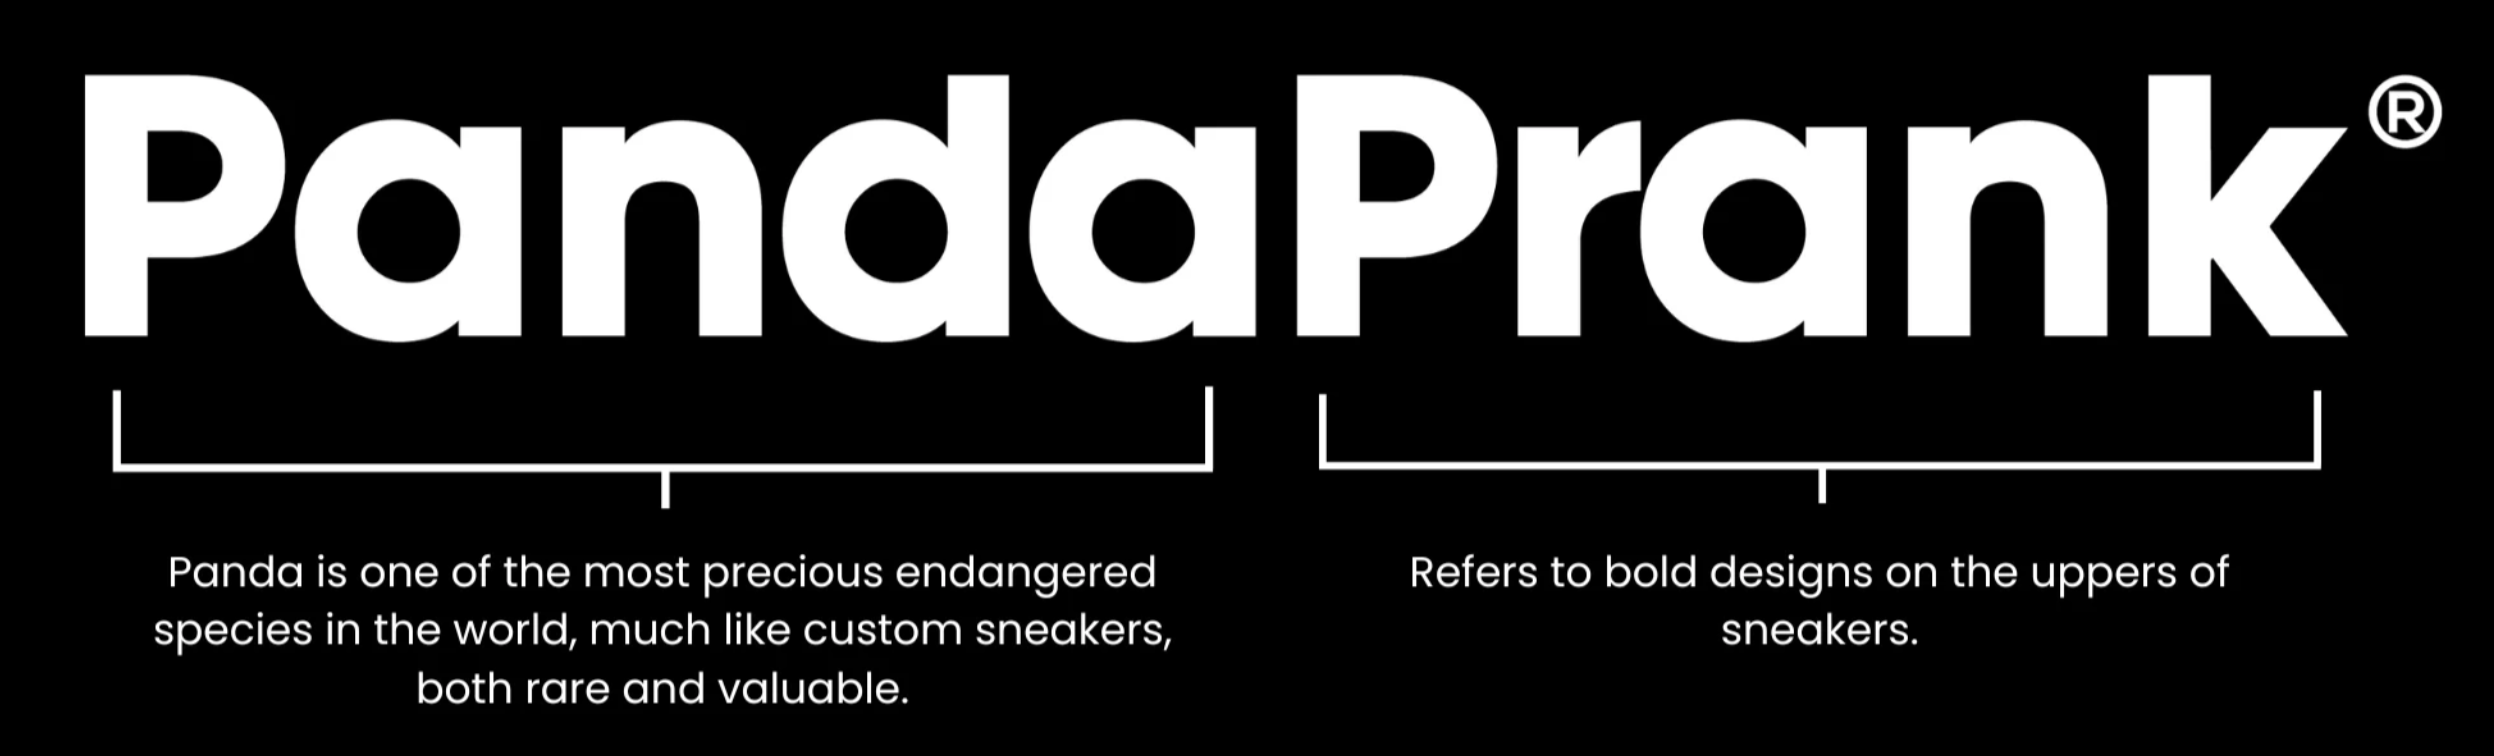 PandaPrank®
Panda is one of the most precious endangered
species in the world, much like custom sneakers,
both rare and valuable.
Refers to bold designs on the uppers of
sneakers.